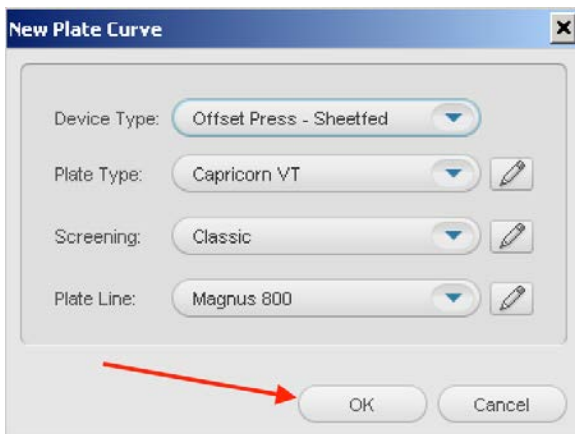 New Plate Curve
Device Type: Offset Press - Sheetfed
Plate Type: Capricorn VT
Screening: Classic
Plate Line: Magnus 800
OK Cancel